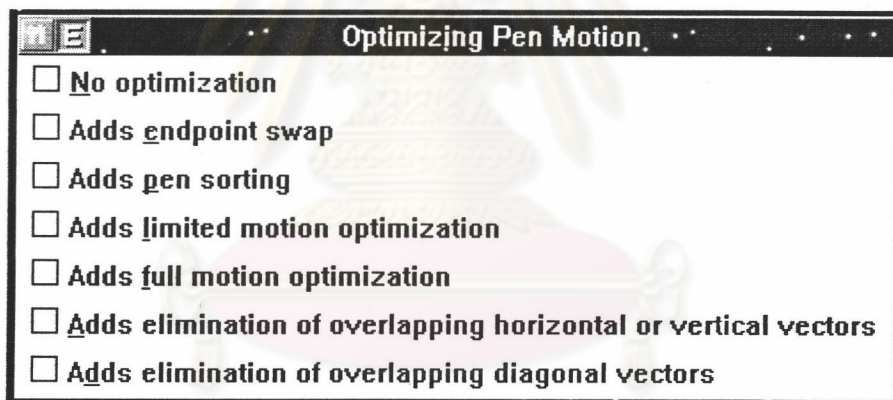 Optimizing Pen Motion
No optimization
Adds endpoint swap
Adds pen sorting
Adds limited motion optimization
Adds full motion optimization
Adds elimination of overlapping horizontal or vertical vectors
Adds elimination of overlapping diagonal vectors